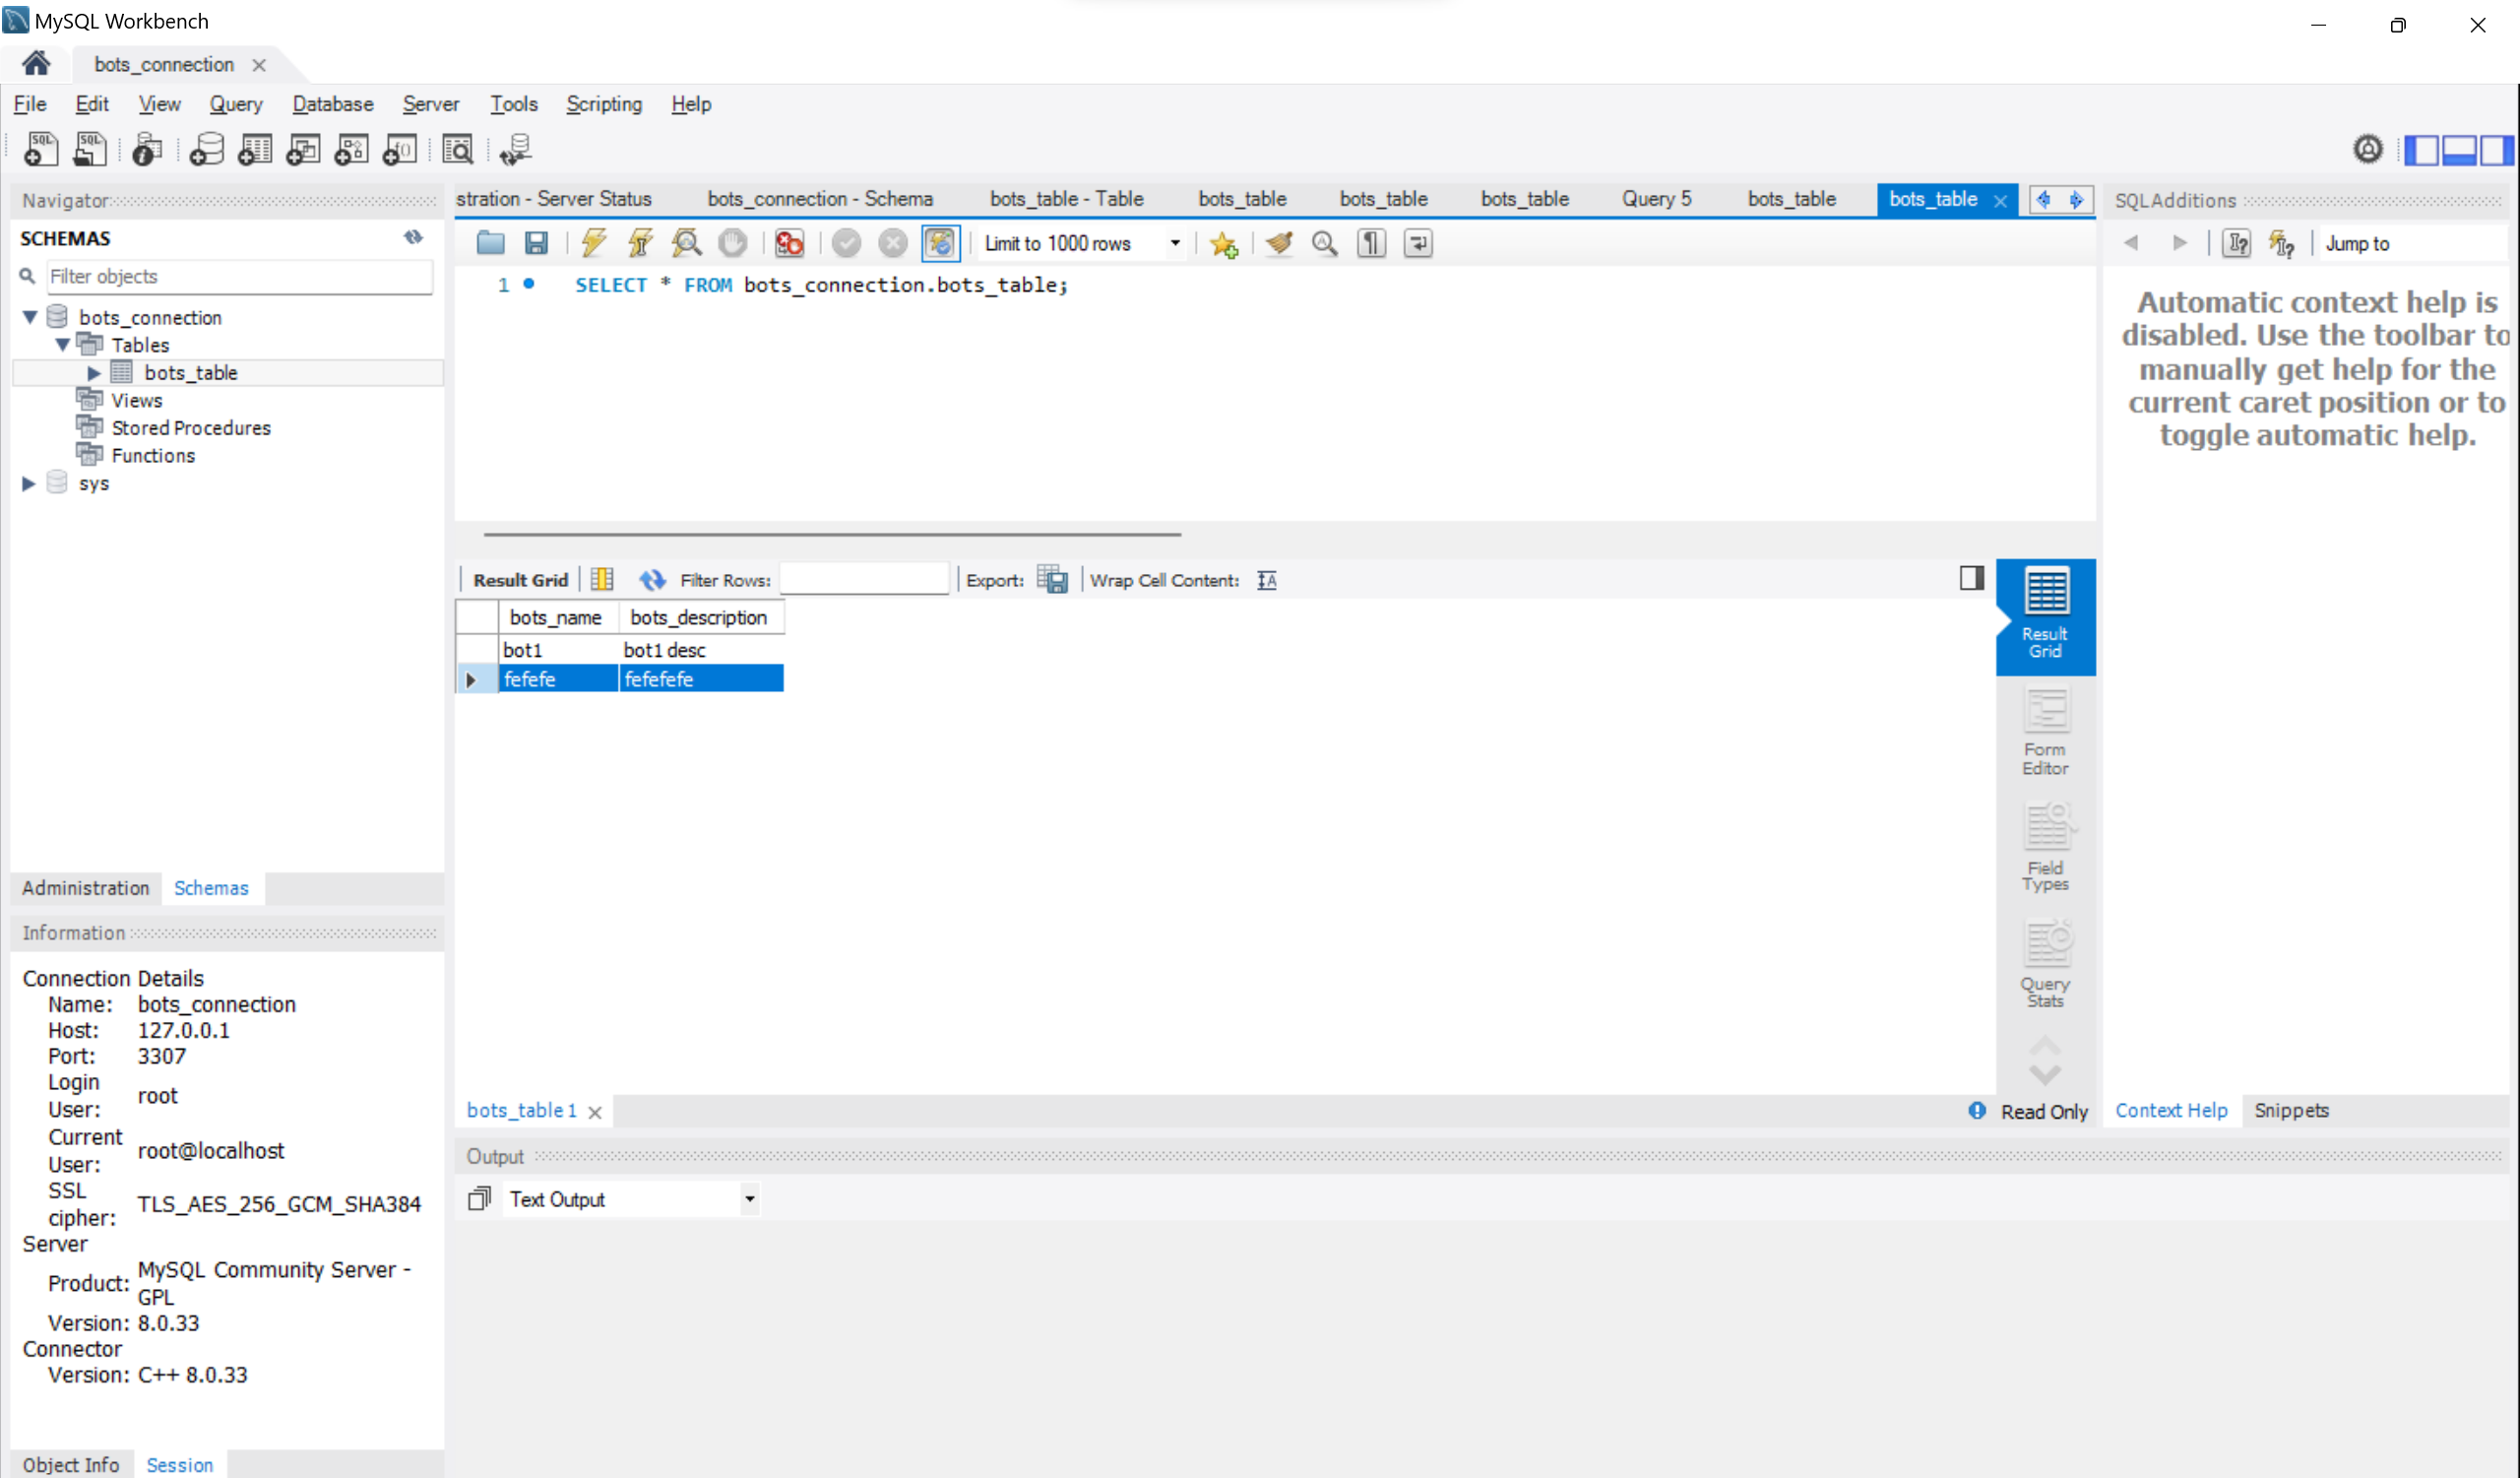 MySQL Workbench
bots_connection
File Edit View Query Database Server Tools Scripting Help
Navigator
SCHEMAS
Filter objects
bots_connection
Tables
bots_table
Views
Stored Procedures
Functions
sys
Administration Schemas
Information
Connection Details
Name: bots_connection
Host: 127.0.0.1
Port: 3307
Login User: root
Current User: root@localhost
SSL cipher: TLS_AES_256_GCM_SHA384
Server
Product: MySQL Community Server - GPL
Version: 8.0.33
Connector
Version: C++ 8.0.33
Object Info Session
stration - Server Status bots_connection - Schema bots_table - Table bots_table bots_table bots_table Query 5 bots_table bots_table
Limit to 1000 rows
1 SELECT * FROM bots_connection.bots_table;
Result Grid Filter Rows: Export: Wrap Cell Content:
bots_name bots_description
bot1 bot1 desc
fefefe fefefefe
Result Grid
Form Editor
Field Types
Query Stats
bots_table 1
Read Only
Output
Text Output
SQLAdditions
Jump to
Automatic context help is
disabled. Use the toolbar to
manually get help for the
current caret position or to
toggle automatic help.
Context Help Snippets